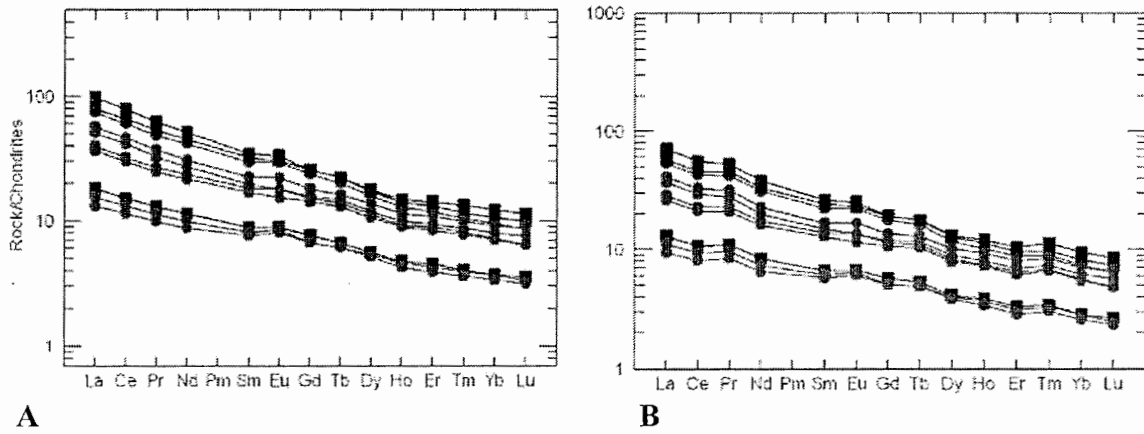 1000
100
100
10
10
1
1
Rock/Chondrites
La Ce Pr Nd Pm Sm Eu Gd Tb Dy Ho Er Tm Yb Lu
La Ce Pr Nd Pm Sm Eu Gd Tb Dy Ho Er Tm Yb Lu
A
B